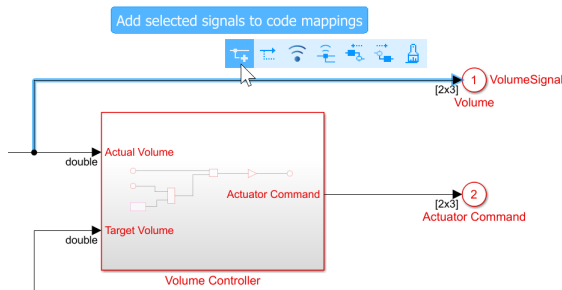 Add selected signals to code mappings
1
VolumeSignal
[2x3]
Volume
Actual Volume
double
Actuator Command
2
[2x3]
Actuator Command
Target Volume
double
Volume Controller